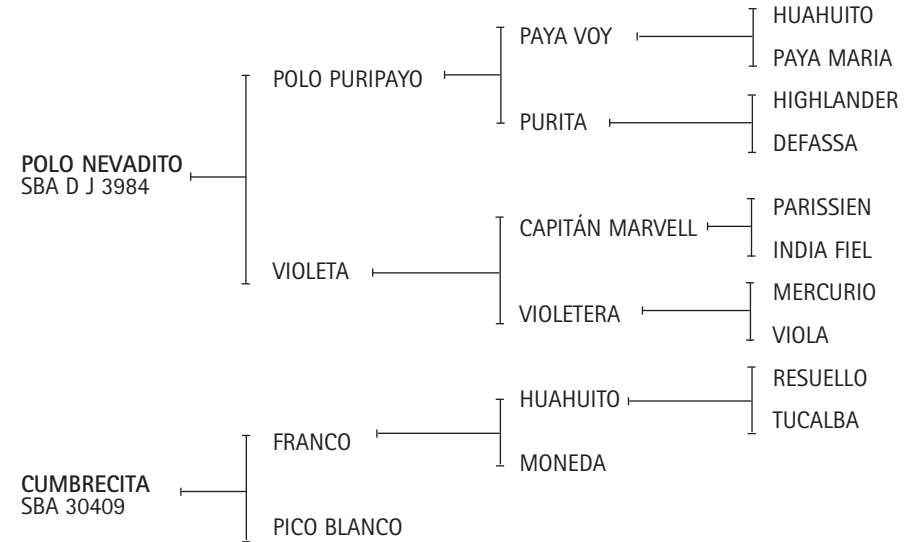 HUAHUITO
PAYA VOY
PAYA MARIA
POLO PURIPAYO
HIGHLANDER
PURITA
DEFASSA
POLO NEVADITO
SBA D J 3984
PARISSIEN
CAPITÁN MARVELL
INDIA FIEL
VIOLETA
MERCURIO
VIOLETERA
VIOLA
RESUELLO
HUAHUITO
TUCALBA
FRANCO
MONEDA
CUMBRECITA
SBA 30409
PICO BLANCO